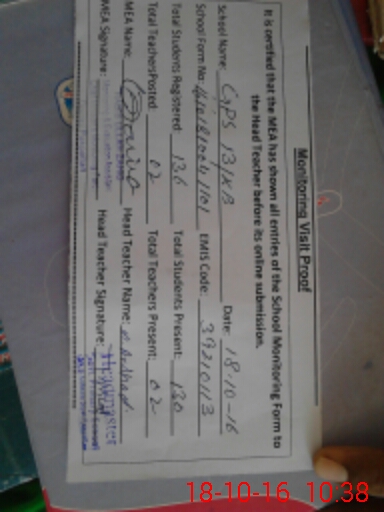 Monitoring Visit Proof
It is certified that the MEA has shown all entries of the School Monitoring Form to
the Head Teacher before its online submission.
School Name: GPS 131KB Date: 18-10-16
School Form No: EMIS Code: 39210113
Total Students Registered: 136 Total Students Present: 130
Total Teachers Posted 02 Total Teachers Present: 02
MEA Name: Head Teacher Name:
MEA Signature: Head Teacher Signature:
Headmaster
18-10-16 10:38